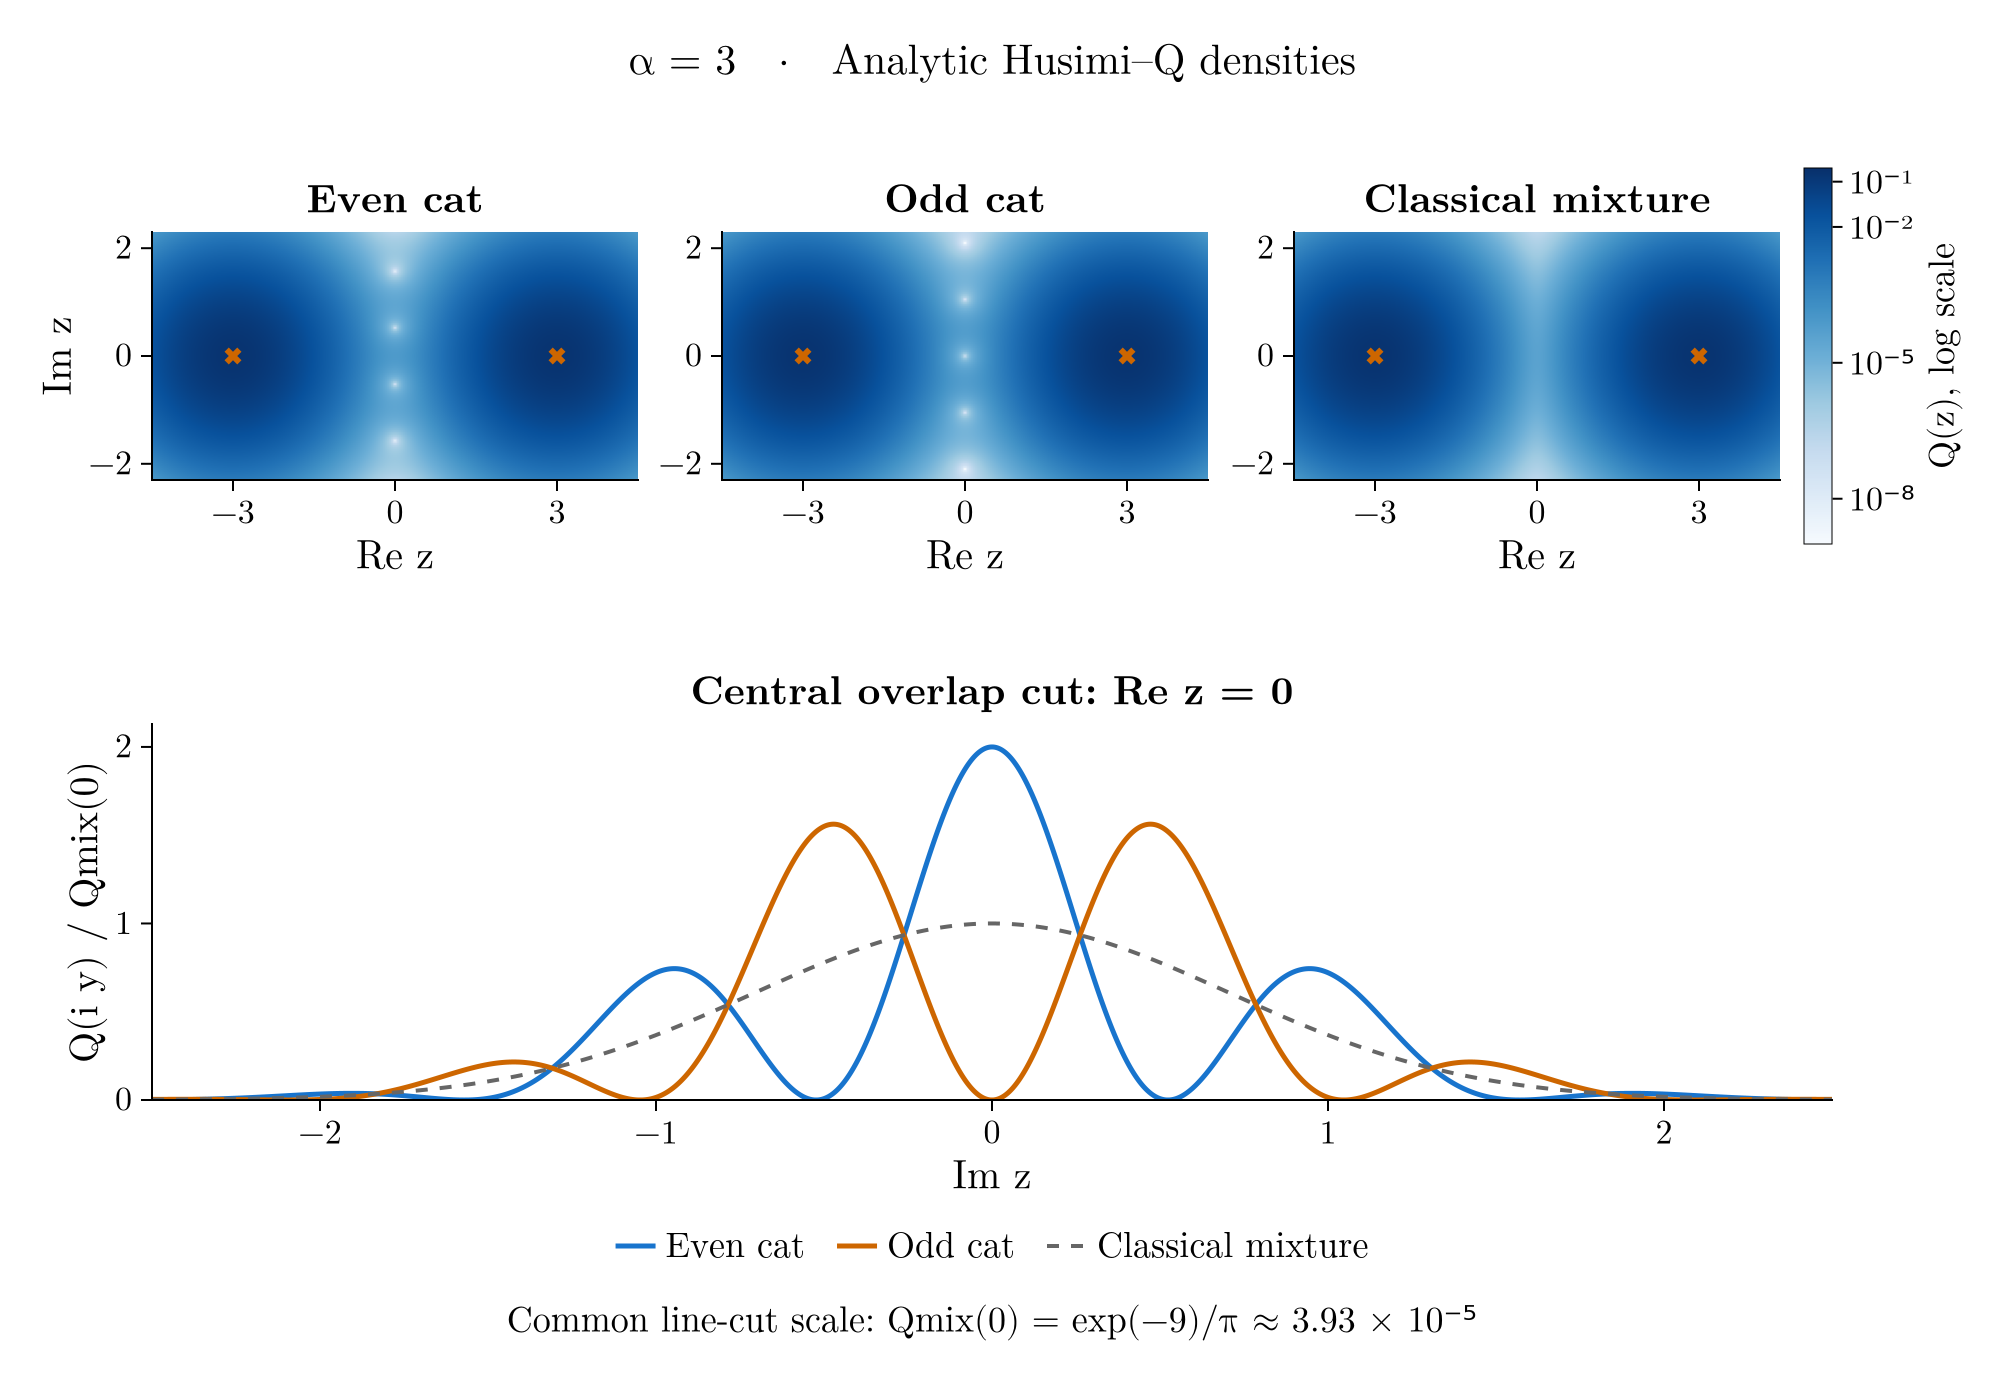 α = 3 · Analytic Husimi–Q densities
Even cat
Odd cat
Classical mixture
Im z
2
0
−2
−3
0
3
Re z
2
0
−2
−3
0
3
Re z
2
0
−2
−3
0
3
Re z
10⁻¹
10⁻²
10⁻⁵
10⁻⁸
Q(z), log scale
Central overlap cut: Re z = 0
Q(i y) / Qmix(0)
2
1
0
−2
−1
0
1
2
Im z
Even cat
Odd cat
Classical mixture
Common line-cut scale: Qmix(0) = exp(−9)/π ≈ 3.93 × 10⁻⁵